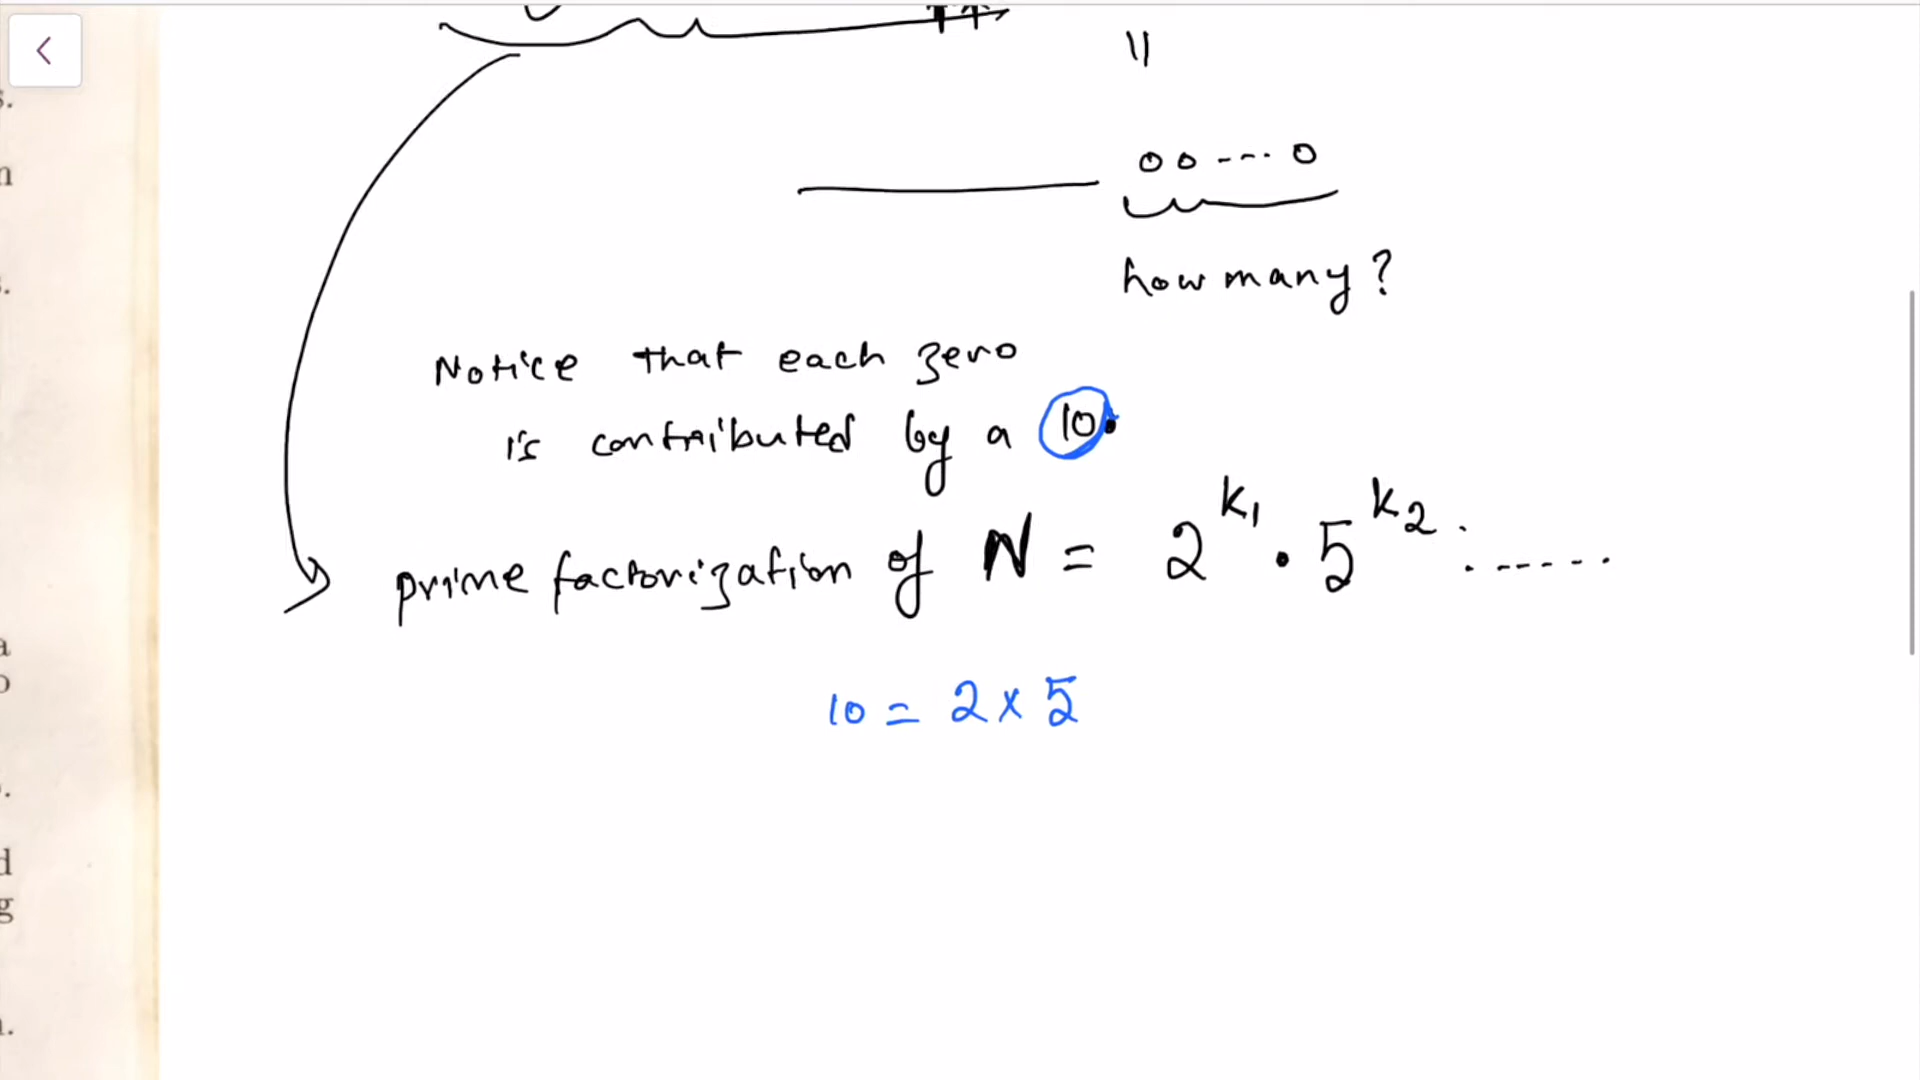 00---·0
how many?
Notice that each zero
is contributed by a 10.
prime factorization of N = 2^k₁ · 5^k₂ . ......
10 = 2 x 5